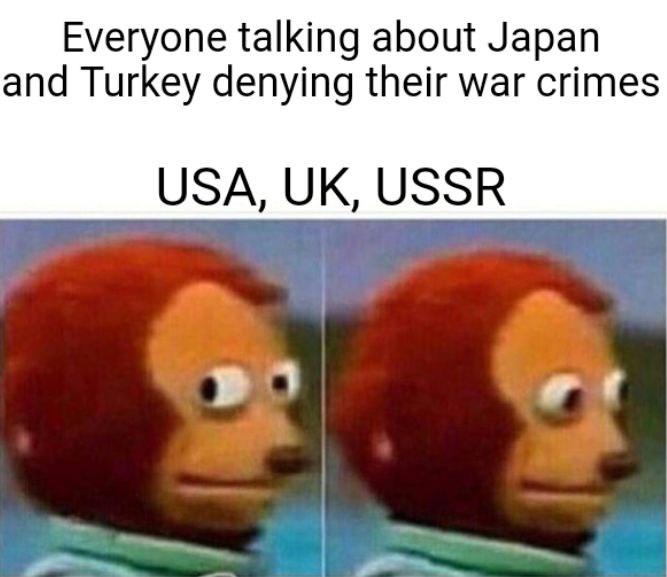 Everyone talking about Japan
and Turkey denying their war crimes
USA, UK, USSR